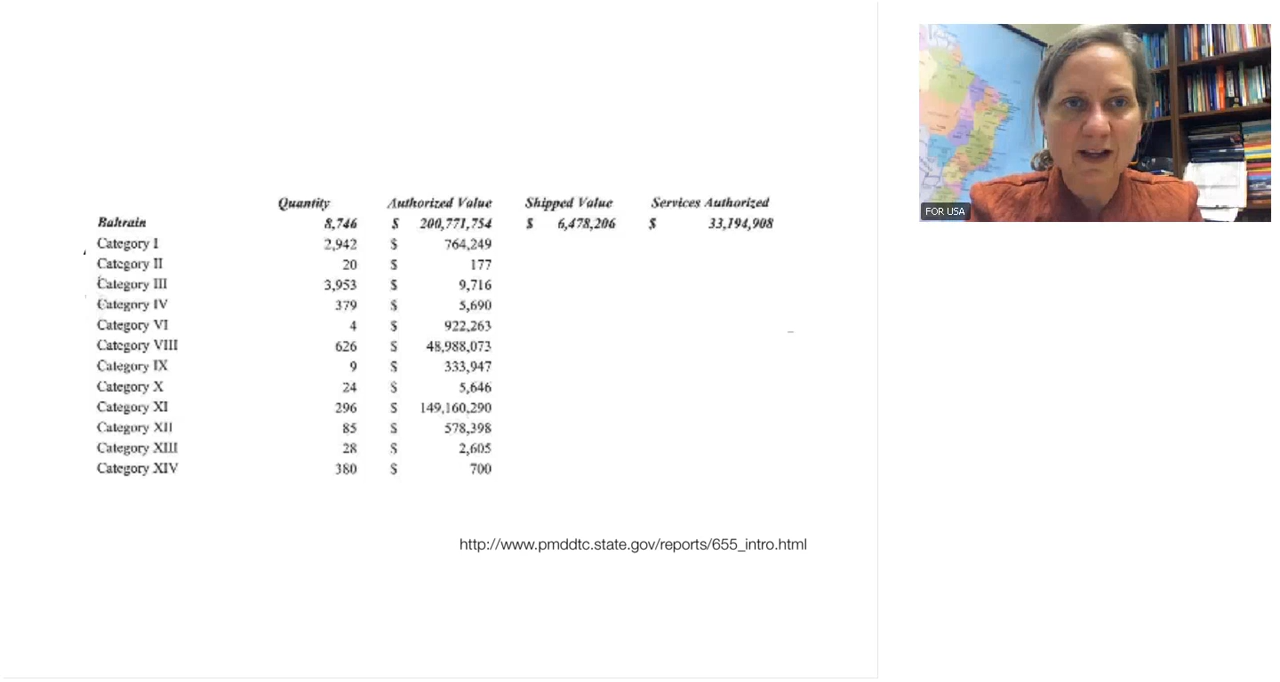 Quantity Authorized Value Shipped Value Services Authorized
Bahrain 8,746 $ 200,771,754 $ 6,478,206 $ 33,194,908
Category I 2,942 $ 764,249
Category II 20 $ 177
Category III 3,953 $ 9,716
Category IV 379 $ 5,690
Category VI 4 $ 922,263
Category VIII 626 $ 48,988,073
Category IX 9 $ 333,947
Category X 24 $ 5,646
Category XI 296 $ 149,160,290
Category XII 85 $ 578,398
Category XIII 28 $ 2,605
Category XIV 380 $ 700
http://www.pmddtc.state.gov/reports/655_intro.html
FOR USA